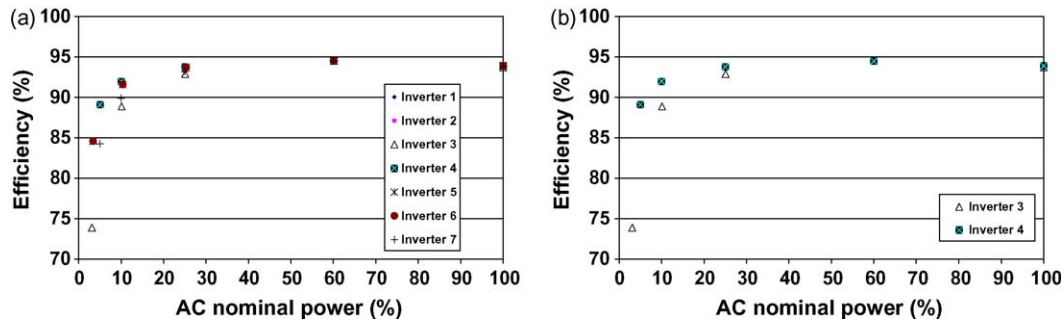 (a)
100
95
90
85
80
75
70
Efficiency (%)
0 10 20 30 40 50 60 70 80 90 100
AC nominal power (%)
Inverter 1
Inverter 2
Inverter 3
Inverter 4
Inverter 5
Inverter 6
Inverter 7
(b)
100
95
90
85
80
75
70
Efficiency (%)
0 10 20 30 40 50 60 70 80 90 100
AC nominal power (%)
Inverter 3
Inverter 4